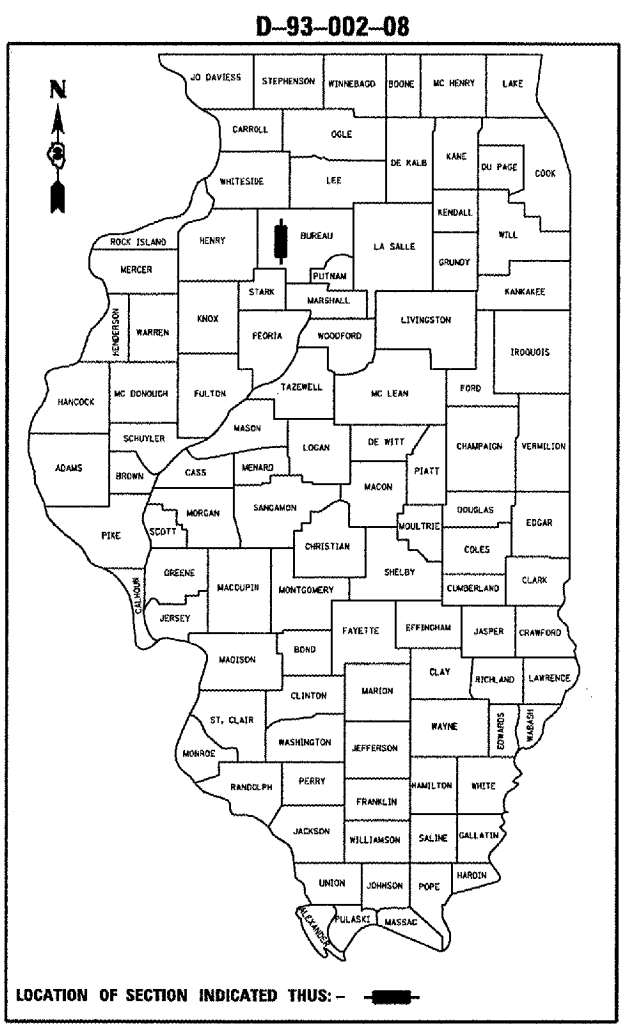 D-93-002-08
JO DAVIESS STEPHENSON WINNEBAGO BOONE MC HENRY LAKE
N
CARROLL OGLE
DE KALB KANE DU PAGE COOK
WHITESIDE LEE
KENDALL
ROCK ISLAND HENRY BUREAU LA SALLE WILL
MERCER PUTNAM GRUNDY
STARK MARSHALL KANKAKEE
HENDERSON WARREN KNOX PEORIA WOODFORD LIVINGSTON IROQUOIS
HANCOCK MC DONOUGH FULTON TAZEWELL MC LEAN FORD
SCHUYLER MASON LOGAN DE WITT CHAMPAIGN VERMILION
ADAMS BROWN CASS MENARD MACON PIATT
PIKE SCOTT MORGAN SANGAMON MOULTRIE DOUGLAS EDGAR
CHRISTIAN COLES
CALHOUN GREENE MACOUPIN MONTGOMERY SHELBY CUMBERLAND CLARK
JERSEY
FAYETTE EFFINGHAM JASPER CRAWFORD
MADISON BOND
CLINTON MARION CLAY RICHLAND LAWRENCE
ST. CLAIR WASHINGTON JEFFERSON WAYNE EDWARDS WABASH
MONROE
RANDOLPH PERRY HAMILTON WHITE
FRANKLIN
JACKSON WILLIAMSON SALINE GALLATIN
UNION JOHNSON POPE HARDIN
ALEXANDER PULASKI MASSAC
LOCATION OF SECTION INDICATED THUS:-